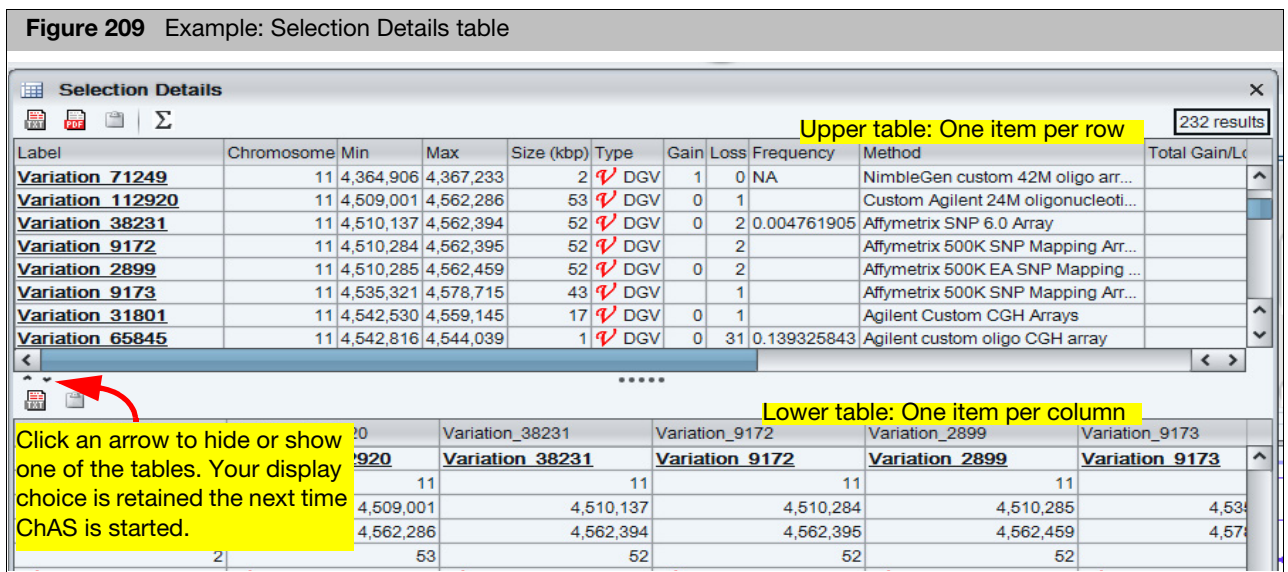 Figure 209 Example: Selection Details table
Selection Details
TXT PDF Σ 232 results
Upper table: One item per row
Label Chromosome Min Max Size (kbp) Type Gain Loss Frequency Method Total Gain/Lo
Variation_71249 11 4,364,906 4,367,233 2 V DGV 1 0 NA NimbleGen custom 42M oligo arr...
Variation_112920 11 4,509,001 4,562,286 53 V DGV 0 1 Custom Agilent 24M oligonucleoti...
Variation_38231 11 4,510,137 4,562,394 52 V DGV 0 2 0.004761905 Affymetrix SNP 6.0 Array
Variation_9172 11 4,510,284 4,562,395 52 V DGV 2 Affymetrix 500K SNP Mapping Arr...
Variation_2899 11 4,510,285 4,562,459 52 V DGV 0 2 Affymetrix 500K EA SNP Mapping ...
Variation_9173 11 4,535,321 4,578,715 43 V DGV 1 Affymetrix 500K SNP Mapping Arr...
Variation_31801 11 4,542,530 4,559,145 17 V DGV 0 1 Agilent Custom CGH Arrays
Variation_65845 11 4,542,816 4,544,039 1 V DGV 0 31 0.139325843 Agilent custom oligo CGH array
TXT
Lower table: One item per column
Click an arrow to hide or show
one of the tables. Your display
choice is retained the next time
ChAS is started.
20 Variation_38231 Variation_9172 Variation_2899 Variation_9173
2920 Variation_38231 Variation_9172 Variation_2899 Variation_9173
11 11 11 11
4,509,001 4,510,137 4,510,284 4,510,285 4,535
4,562,286 4,562,394 4,562,395 4,562,459 4,578
2 53 52 52 52